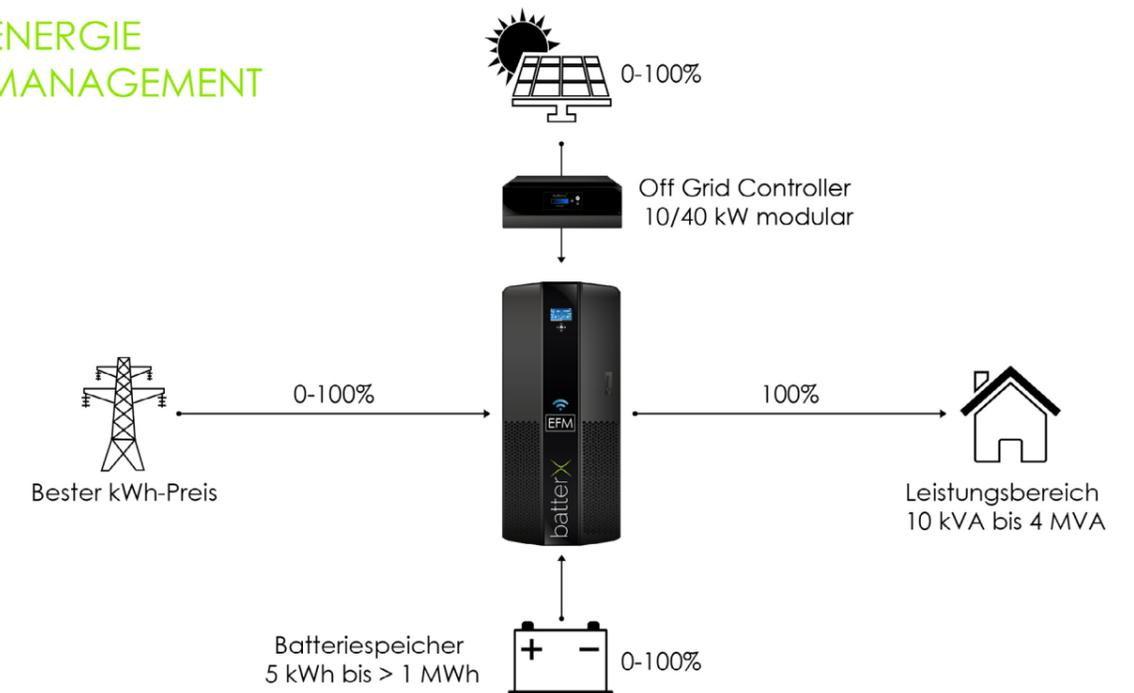 ENERGIE
MANAGEMENT
0-100%
Off Grid Controller
10/40 kW modular
0-100%
100%
EFM
batterX
Bester kWh-Preis
Leistungsbereich
10 kVA bis 4 MVA
Batteriespeicher
5 kWh bis > 1 MWh
+ −
0-100%